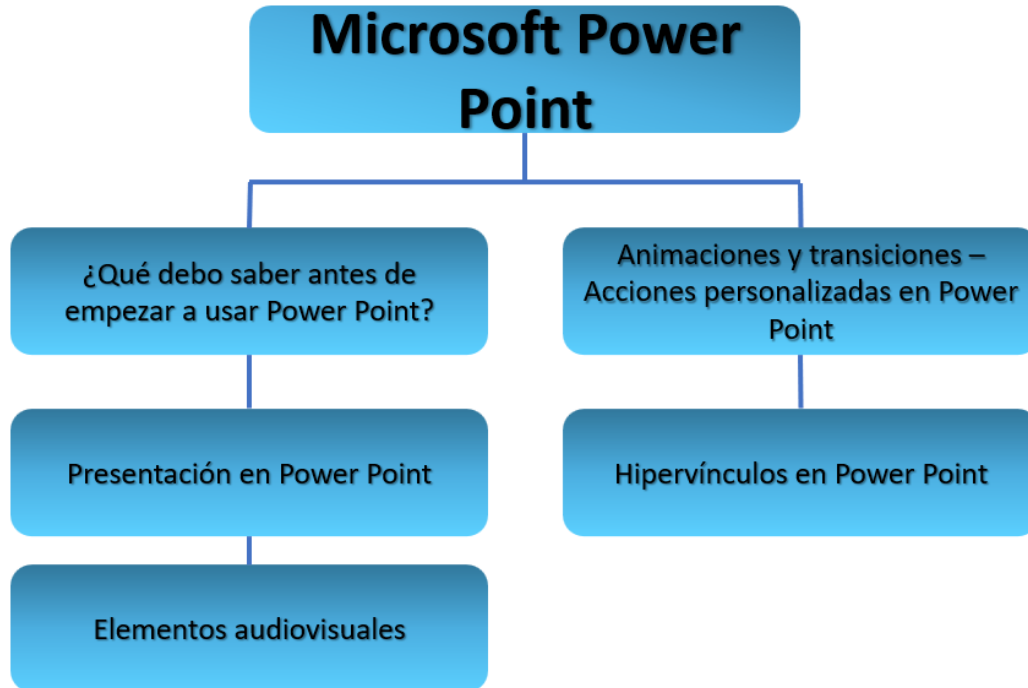 Microsoft Power
Point
¿Qué debo saber antes de
empezar a usar Power Point?
Animaciones y transiciones –
Acciones personalizadas en Power
Point
Presentación en Power Point
Hipervínculos en Power Point
Elementos audiovisuales